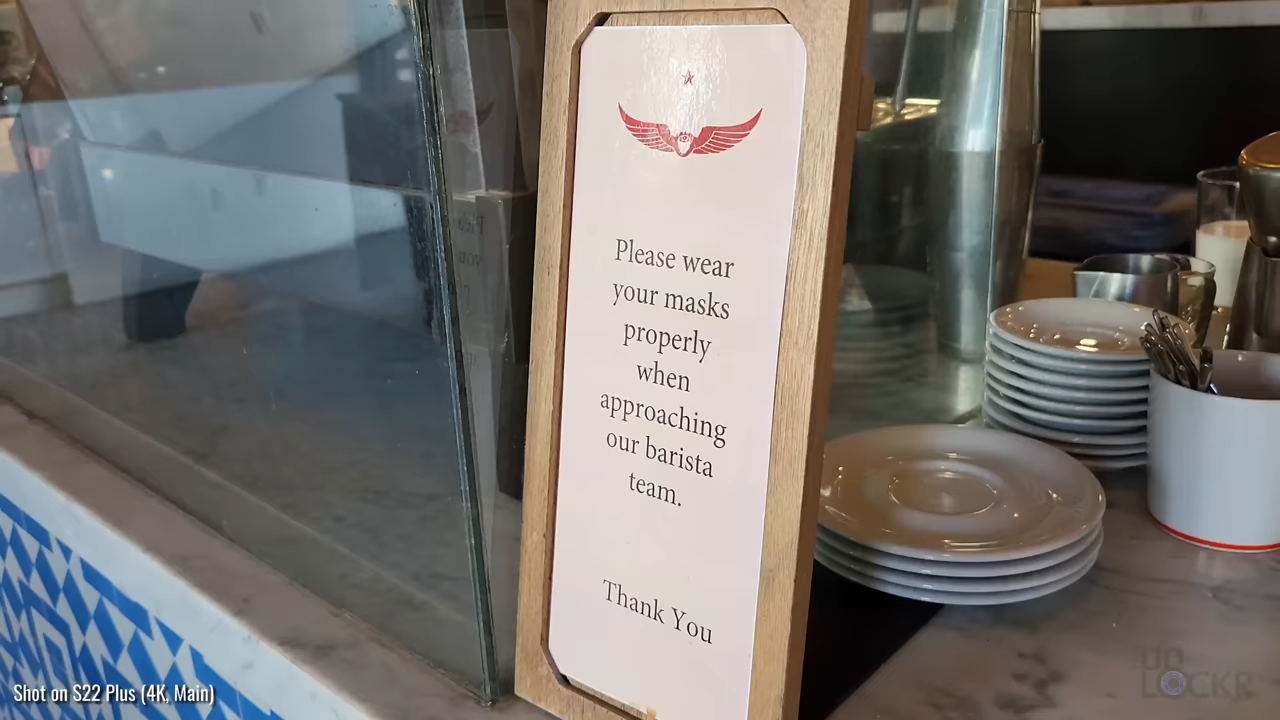 Please wear
your masks
properly
when
approaching
our barista
team.
Thank You
Shot on S22 Plus (4K, Main)
UR
LOCKR